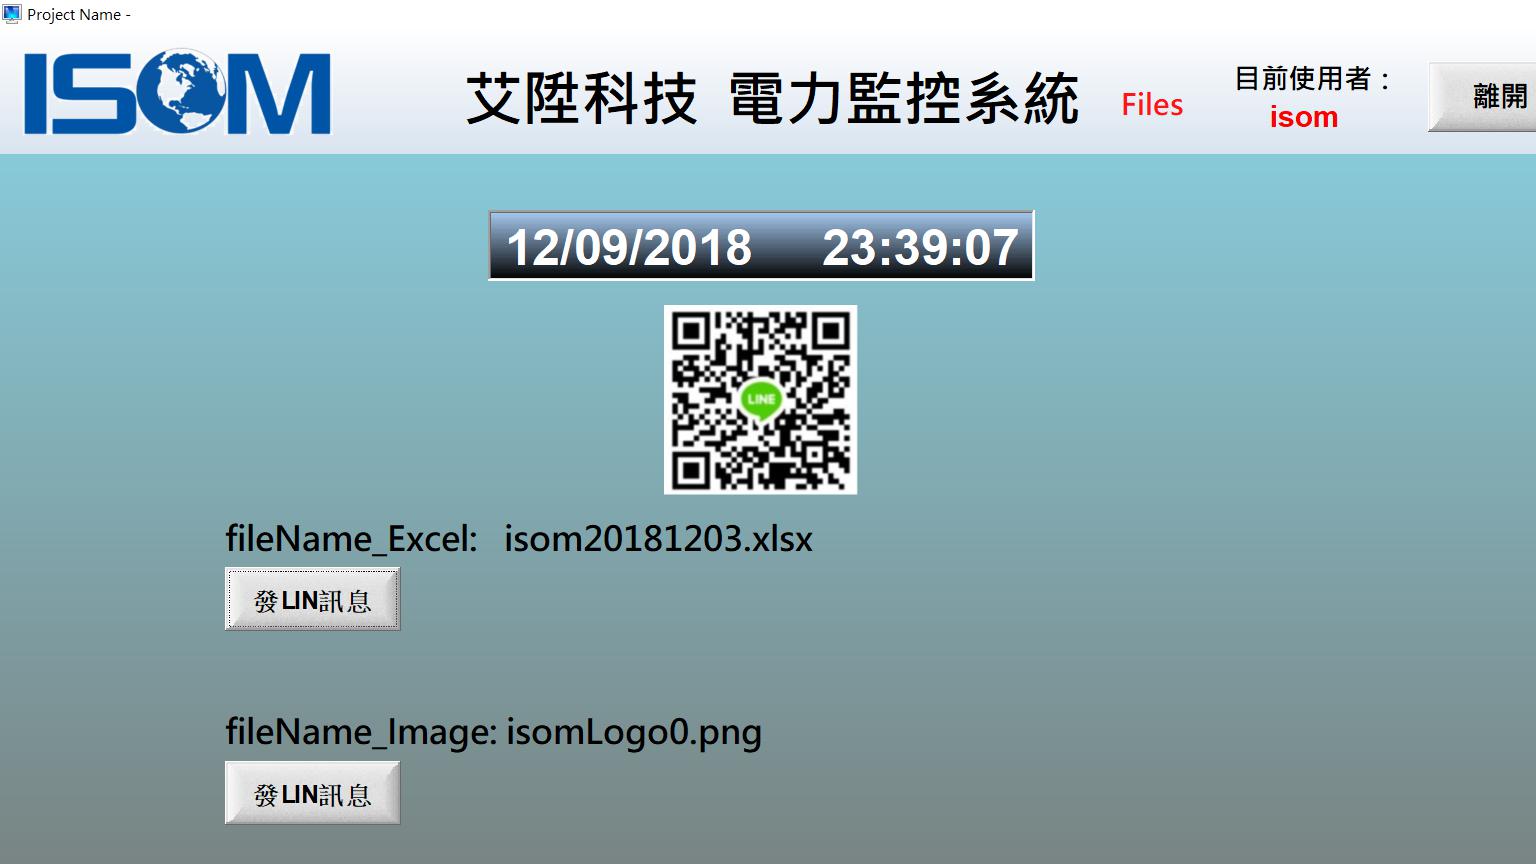 Project Name -
ISOM
艾陞科技 電力監控系統
Files
目前使用者：
isom
離開
12/09/2018 23:39:07
LINE
fileName_Excel: isom20181203.xlsx
發LIN訊息
fileName_Image: isomLogo0.png
發LIN訊息